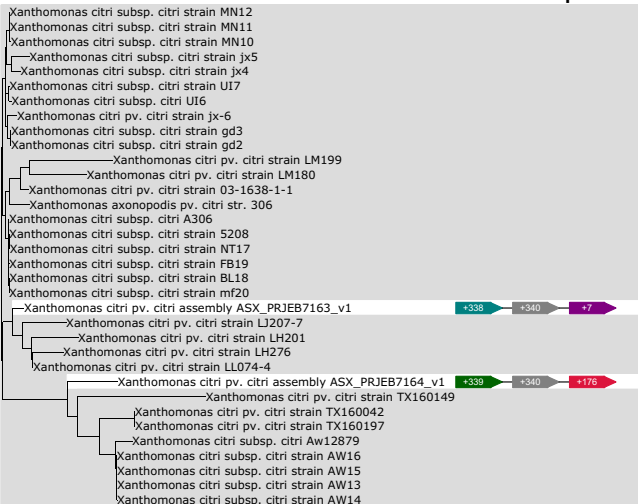 Xanthomonas citri subsp. citri strain MN12
Xanthomonas citri subsp. citri strain MN11
Xanthomonas citri subsp. citri strain MN10
Xanthomonas citri subsp. citri strain jx5
Xanthomonas citri subsp. citri strain jx4
Xanthomonas citri subsp. citri strain UI7
Xanthomonas citri subsp. citri UI6
Xanthomonas citri pv. citri strain jx-6
Xanthomonas citri subsp. citri strain gd3
Xanthomonas citri subsp. citri strain gd2
Xanthomonas citri pv. citri strain LM199
Xanthomonas citri pv. citri strain LM180
Xanthomonas citri pv. citri strain 03-1638-1-1
Xanthomonas axonopodis pv. citri str. 306
Xanthomonas citri subsp. citri A306
Xanthomonas citri subsp. citri strain 5208
Xanthomonas citri subsp. citri strain NT17
Xanthomonas citri subsp. citri strain FB19
Xanthomonas citri subsp. citri strain BL18
Xanthomonas citri subsp. citri strain mf20
Xanthomonas citri pv. citri assembly ASX_PRJEB7163_v1 +338 +340 +7
Xanthomonas citri pv. citri strain LJ207-7
Xanthomonas citri pv. citri strain LH201
Xanthomonas citri pv. citri strain LH276
Xanthomonas citri pv. citri strain LL074-4
Xanthomonas citri pv. citri assembly ASX_PRJEB7164_v1 +339 +340 +176
Xanthomonas citri pv. citri strain TX160149
Xanthomonas citri pv. citri strain TX160042
Xanthomonas citri pv. citri strain TX160197
Xanthomonas citri subsp. citri Aw12879
Xanthomonas citri subsp. citri strain AW16
Xanthomonas citri subsp. citri strain AW15
Xanthomonas citri subsp. citri strain AW13
Xanthomonas citri subsp. citri strain AW14